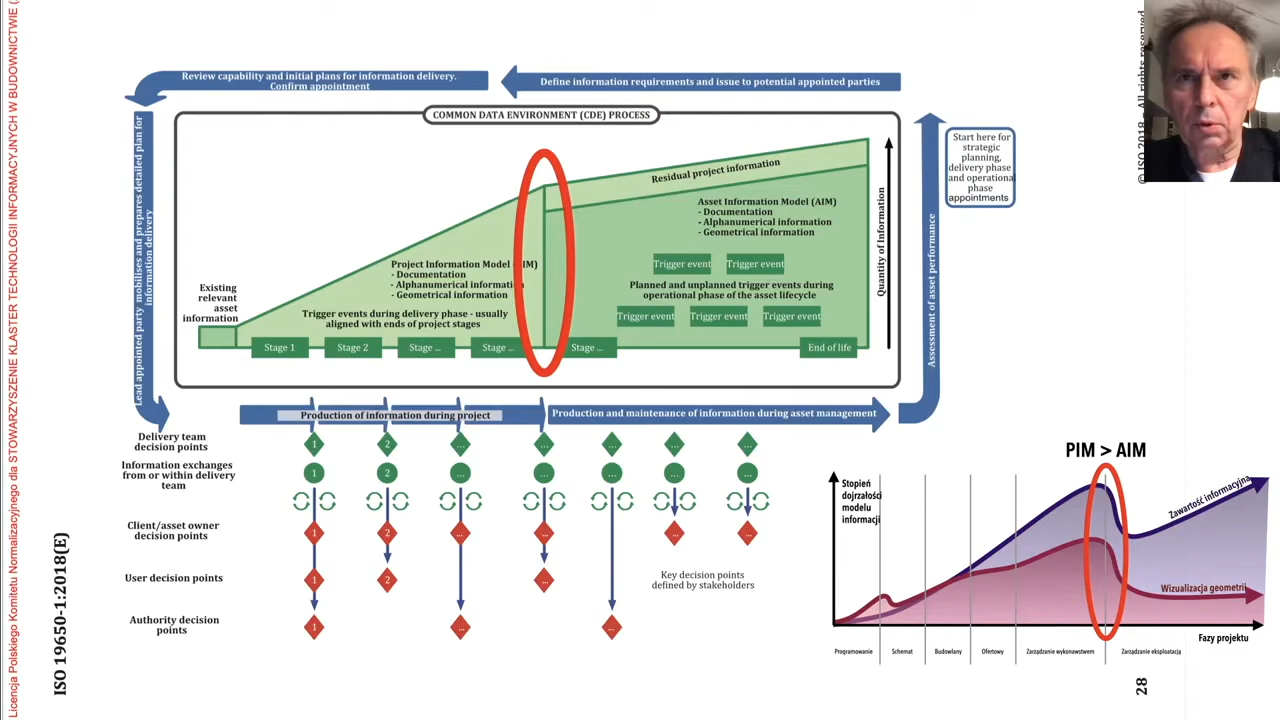 Licencja Polskiego Komitetu Normalizacyjnego dla STOWARZYSZENIE KLASTER TECHNOLOGII INFORMACYJNYCH W BUDOWNICTWIE (
ISO 19650-1:2018(E)
Review capability and initial plans for information delivery.
Confirm appointment
Define information requirements and issue to potential appointed parties
Lead appointed party mobilises and prepares detailed plan for
information delivery
COMMON DATA ENVIRONMENT (CDE) PROCESS
Residual project information
Asset Information Model (AIM)
- Documentation
- Alphanumerical information
- Geometrical information
Project Information Model (PIM)
- Documentation
- Alphanumerical information
- Geometrical information
Trigger event
Trigger event
Planned and unplanned trigger events during
operational phase of the asset lifecycle
Trigger event
Trigger event
Trigger event
Existing
relevant
asset
information
Trigger events during delivery phase - usually
aligned with ends of project stages
Stage 1
Stage 2
Stage ...
Stage ...
Stage ...
End of life
Quantity of Information
Assessment of asset performance
Start here for
strategic
planning,
delivery phase
and operational
phase
appointments
© ISO 2018 – All rights reserved
Production of information during project
Production and maintenance of information during asset management
Delivery team
decision points
1
2
...
...
...
...
...
Information exchanges
from or within delivery
team
1
2
...
...
...
...
...
Client/asset owner
decision points
1
2
...
...
...
...
User decision points
1
2
...
Key decision points
defined by stakeholders
Authority decision
points
1
...
...
PIM > AIM
Stopień
dojrzałości
modelu
informacji
Zawartość informacyjna
Wizualizacja geometrii
Fazy projektu
Programowanie
Schemat
Budowlany
Ofertowy
Zarządzanie wykonawstwem
Zarządzanie eksploatacją
28